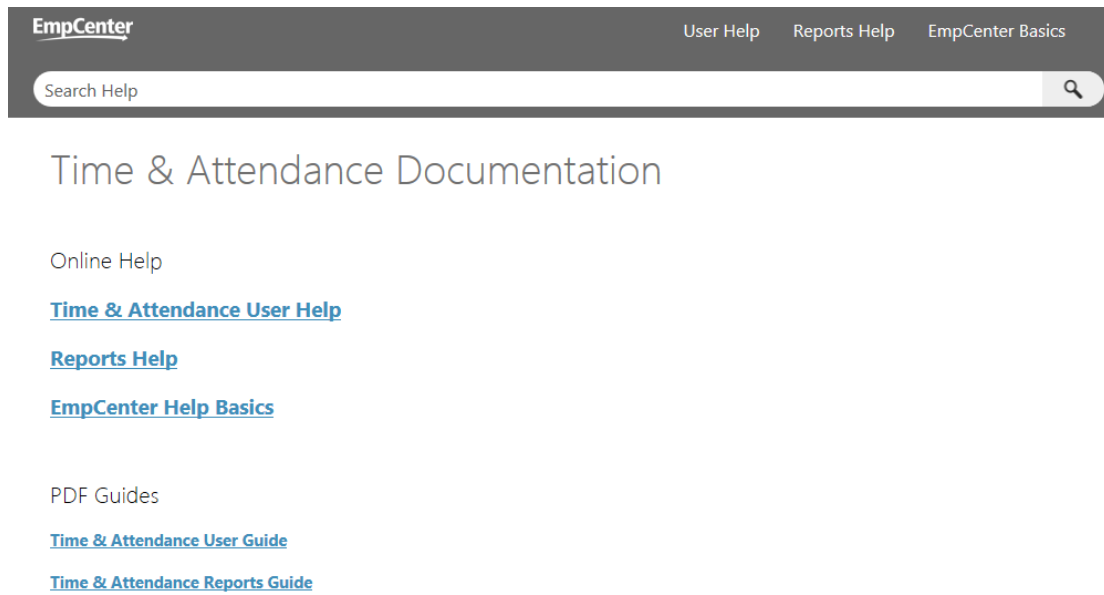 EmpCenter
User Help Reports Help EmpCenter Basics
Search Help
Time & Attendance Documentation
Online Help
Time & Attendance User Help
Reports Help
EmpCenter Help Basics
PDF Guides
Time & Attendance User Guide
Time & Attendance Reports Guide